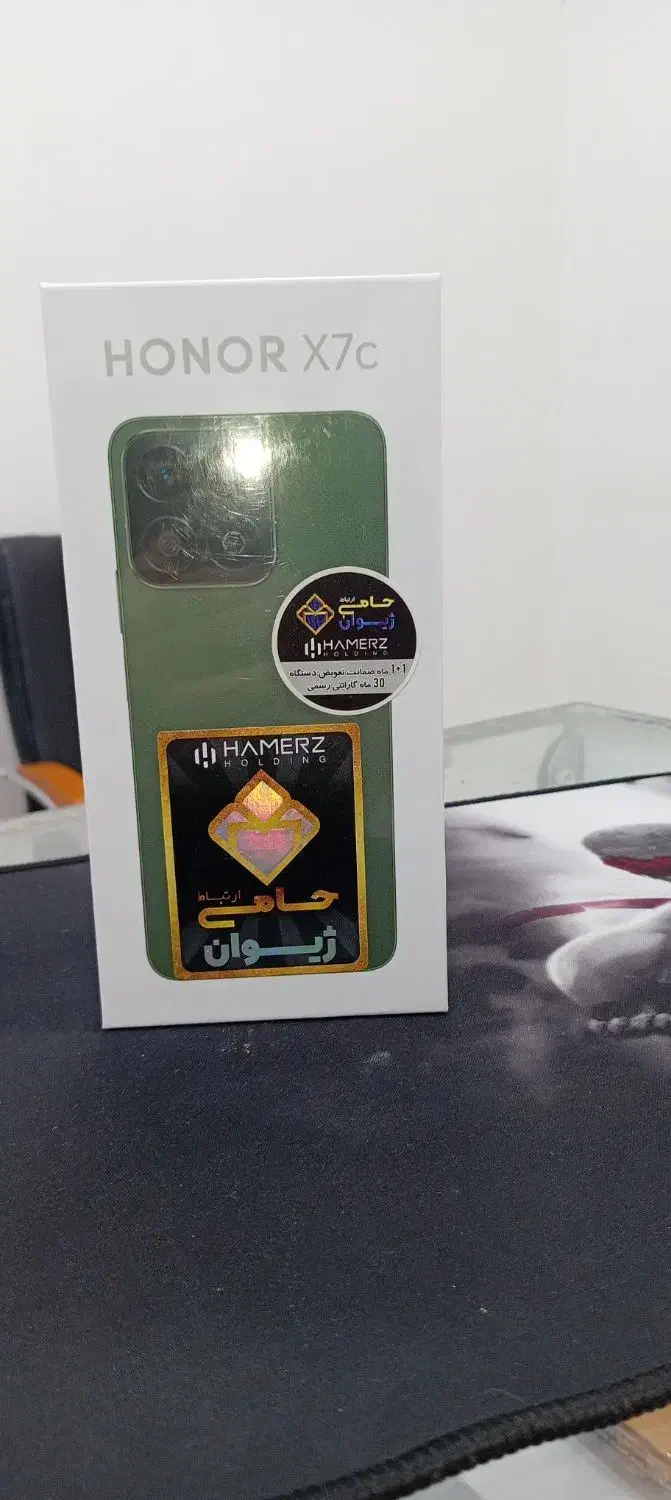 HONOR X7c
حامی ارتباط
ژیوان
HAMERZ
HOLDING
1+1 ماه ضمانت تعویض دستگاه
30 ماه گارانتی رسمی
HAMERZ
HOLDING
حامی ارتباط
ژیوان